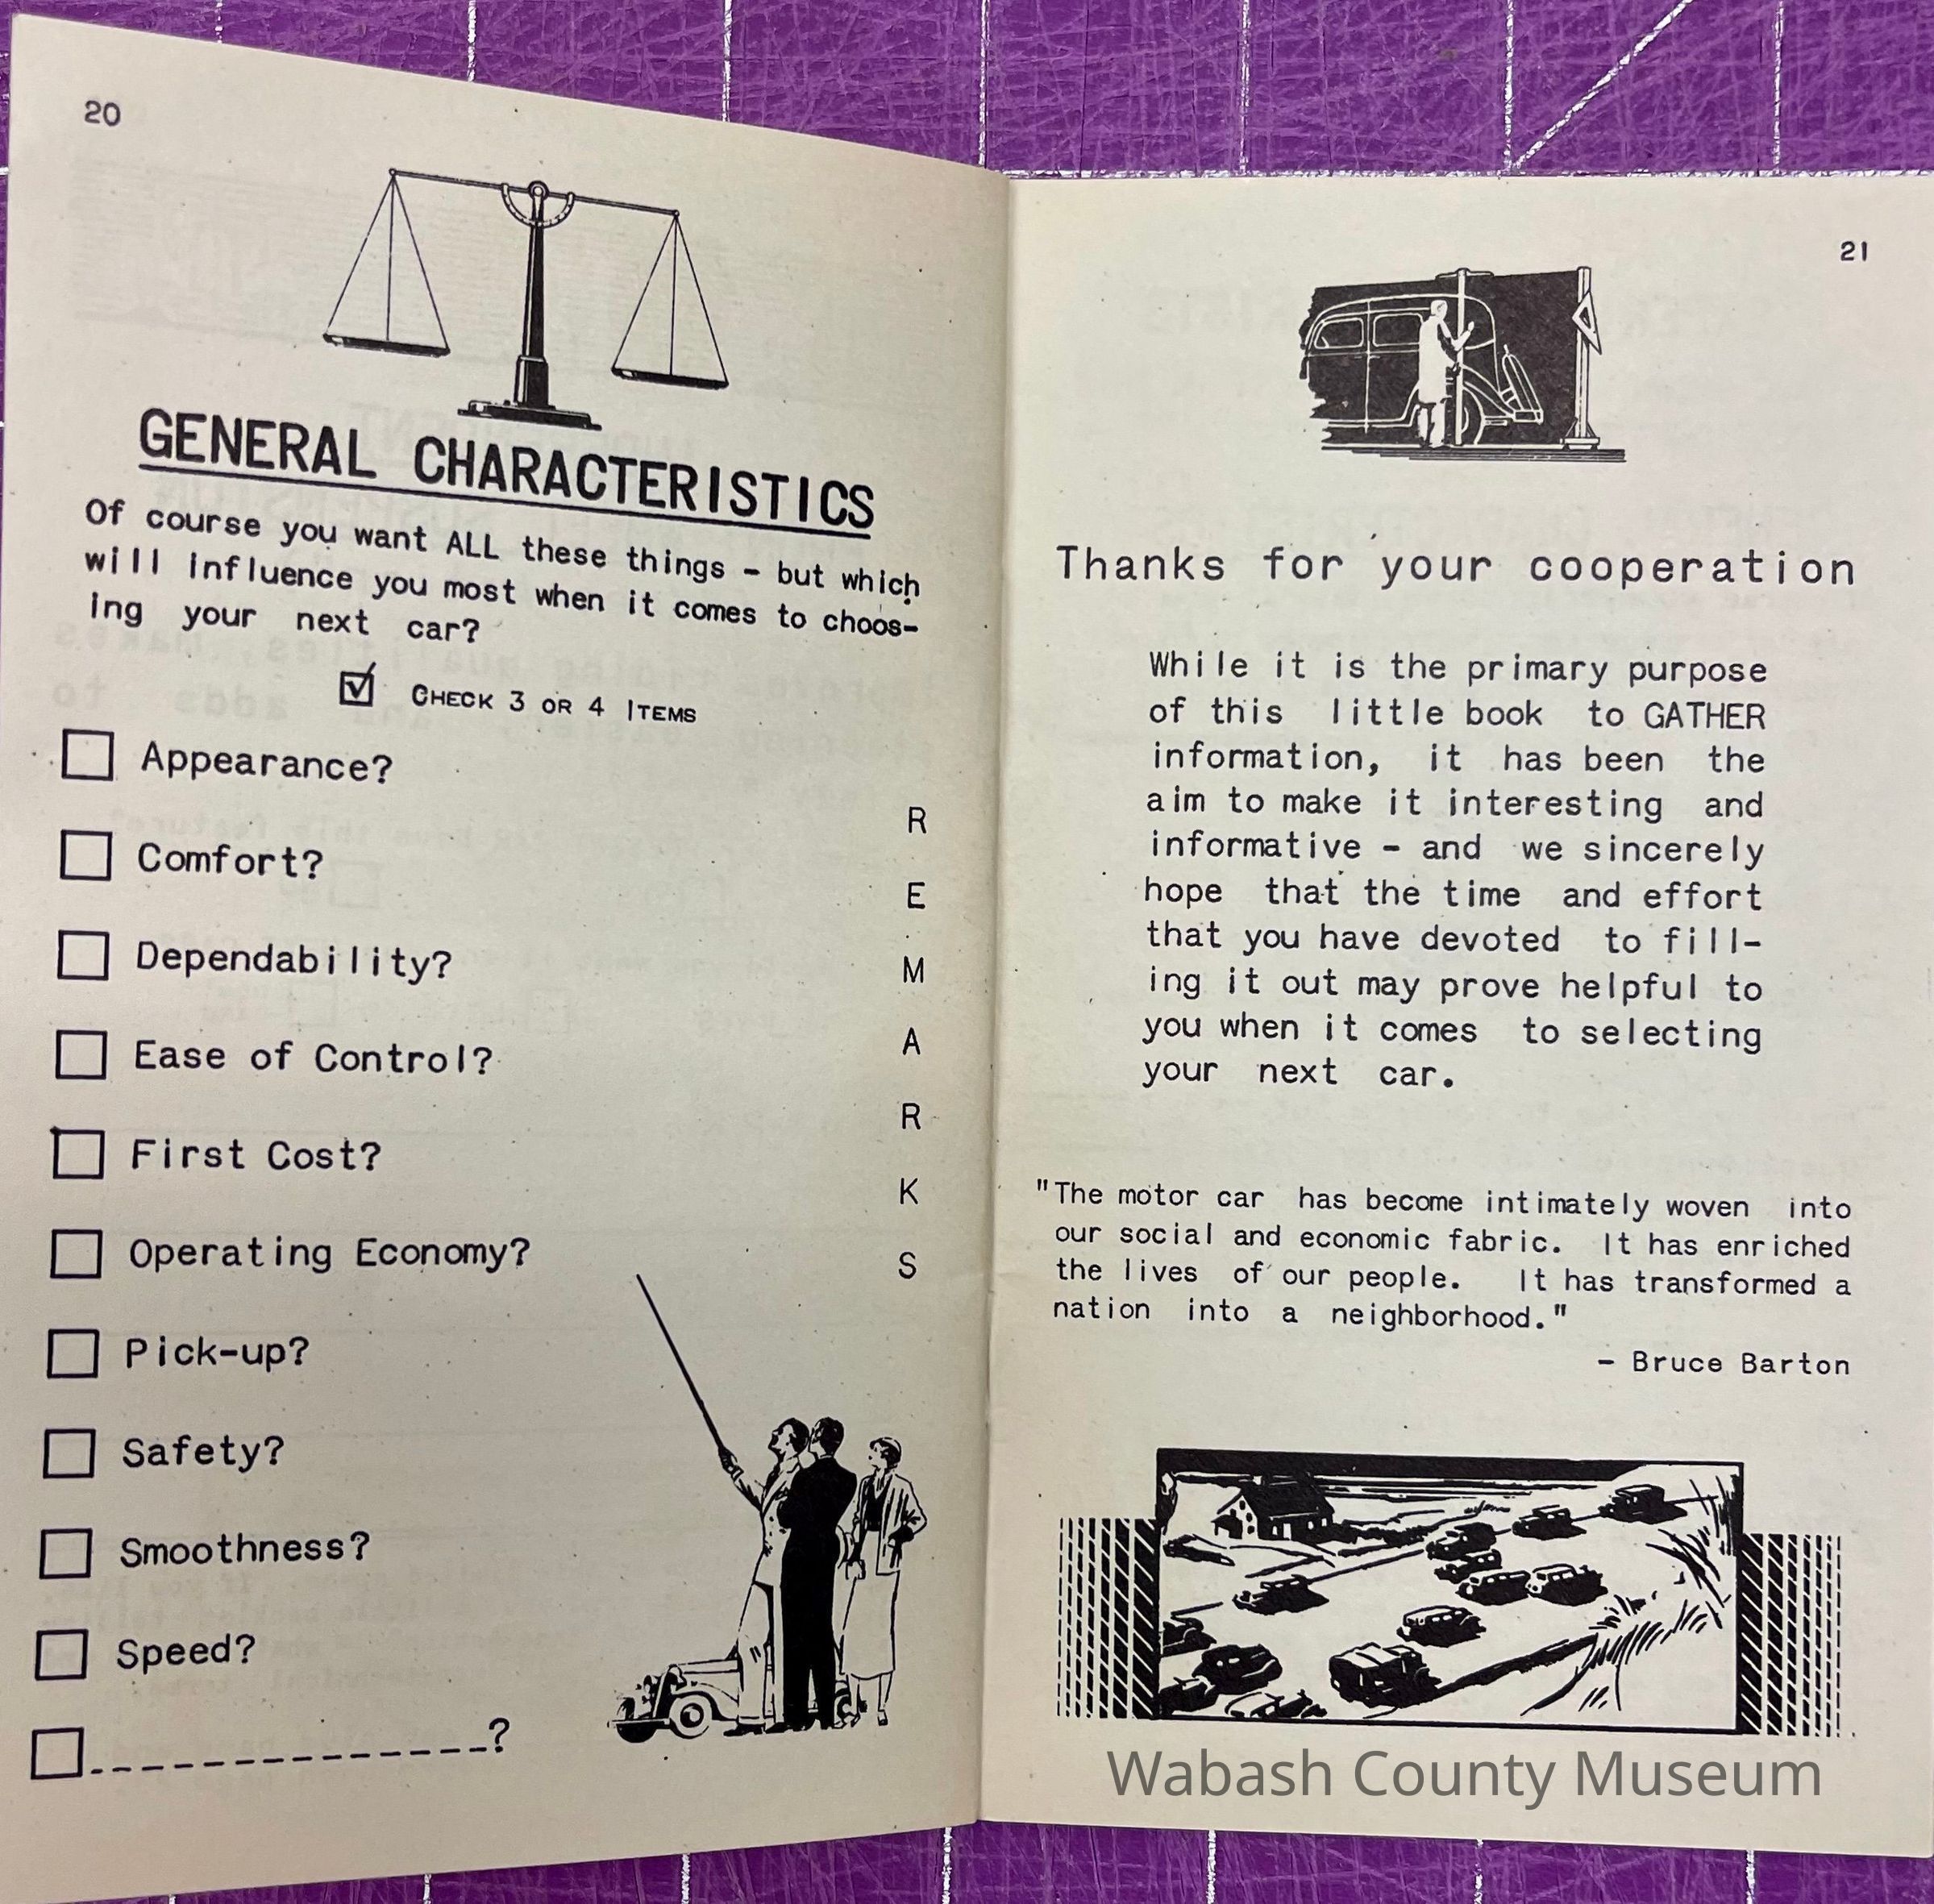 20
GENERAL CHARACTERISTICS
Of course you want ALL these things - but which
will influence you most when it comes to choos-
ing your next car?
CHECK 3 OR 4 ITEMS
Appearance?
Comfort?
Dependability?
Ease of Control?
First Cost?
Operating Economy?
Pick-up?
Safety?
Smoothness?
Speed?
?
R
E
M
A
R
K
S
21
Thanks for your cooperation
While it is the primary purpose
of this little book to GATHER
information, it has been the
aim to make it interesting and
informative - and we sincerely
hope that the time and effort
that you have devoted to fill-
ing it out may prove helpful to
you when it comes to selecting
your next car.
"The motor car has become intimately woven into
our social and economic fabric. It has enriched
the lives of our people. It has transformed a
nation into a neighborhood."
- Bruce Barton
Wabash County Museum